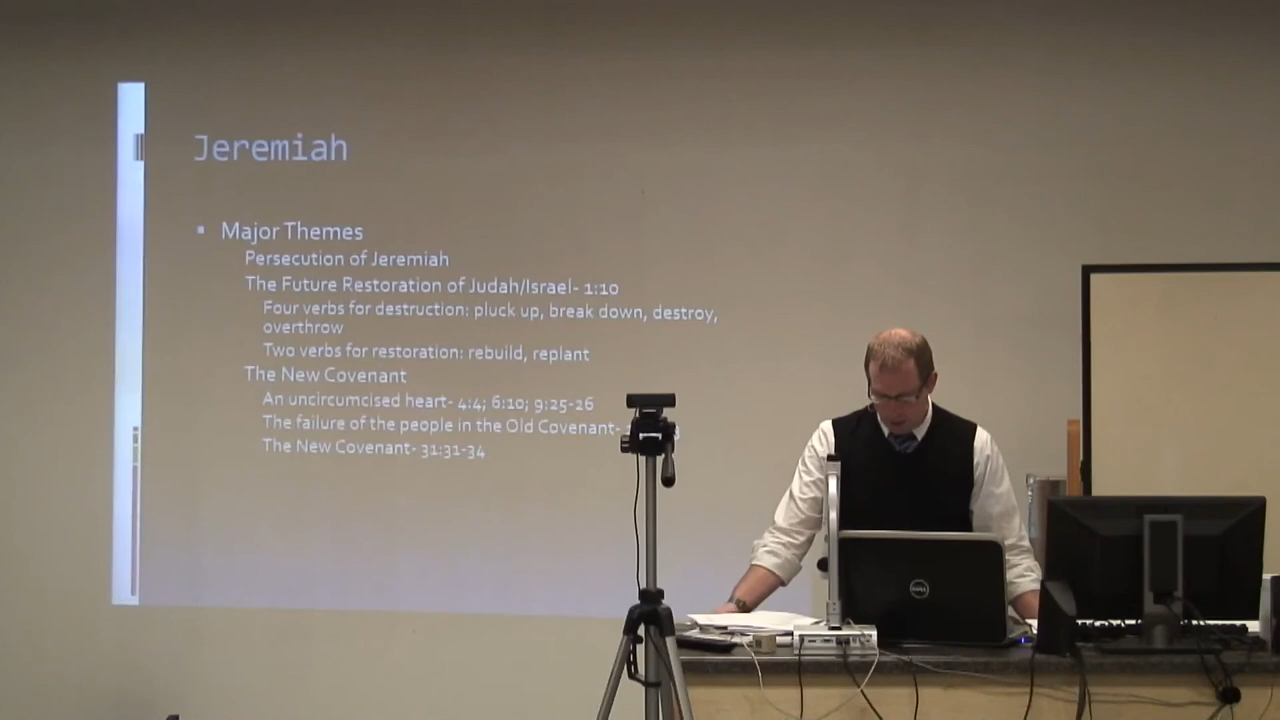 Jeremiah
▪ Major Themes
Persecution of Jeremiah
The Future Restoration of Judah/Israel- 1:10
Four verbs for destruction: pluck up, break down, destroy,
overthrow
Two verbs for restoration: rebuild, replant
The New Covenant
An uncircumcised heart- 4:4; 6:10; 9:25-26
The failure of the people in the Old Covenant-
The New Covenant- 31:31-34
DELL